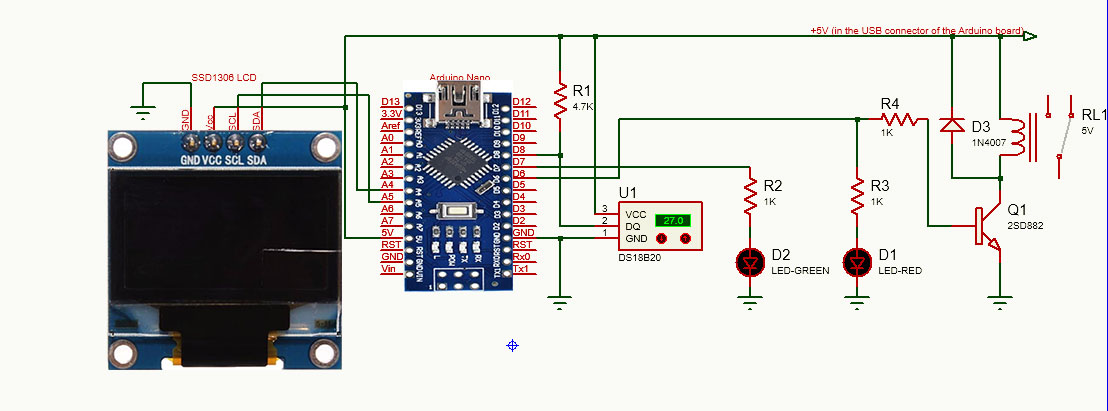 +5V (in the USB connector of the Arduino board)
SSD1306 LCD
GND
Vcc
SCL
SDA
GND VCC SCL SDA
Arduino Nano
D13
3.3V
Aref
A0
A1
A2
A3
A4
A5
A6
A7
5V
RST
GND
Vin
D12
D11
D10
D9
D8
D7
D6
D5
D4
D3
D2
GND
RST
Rx0
Tx1
R1
4.7K
U1
3
VCC
2
DQ
1
GND
27.0
DS18B20
R2
1K
D2
LED-GREEN
R3
1K
D1
LED-RED
R4
1K
D3
1N4007
RL1
5V
Q1
2SD882